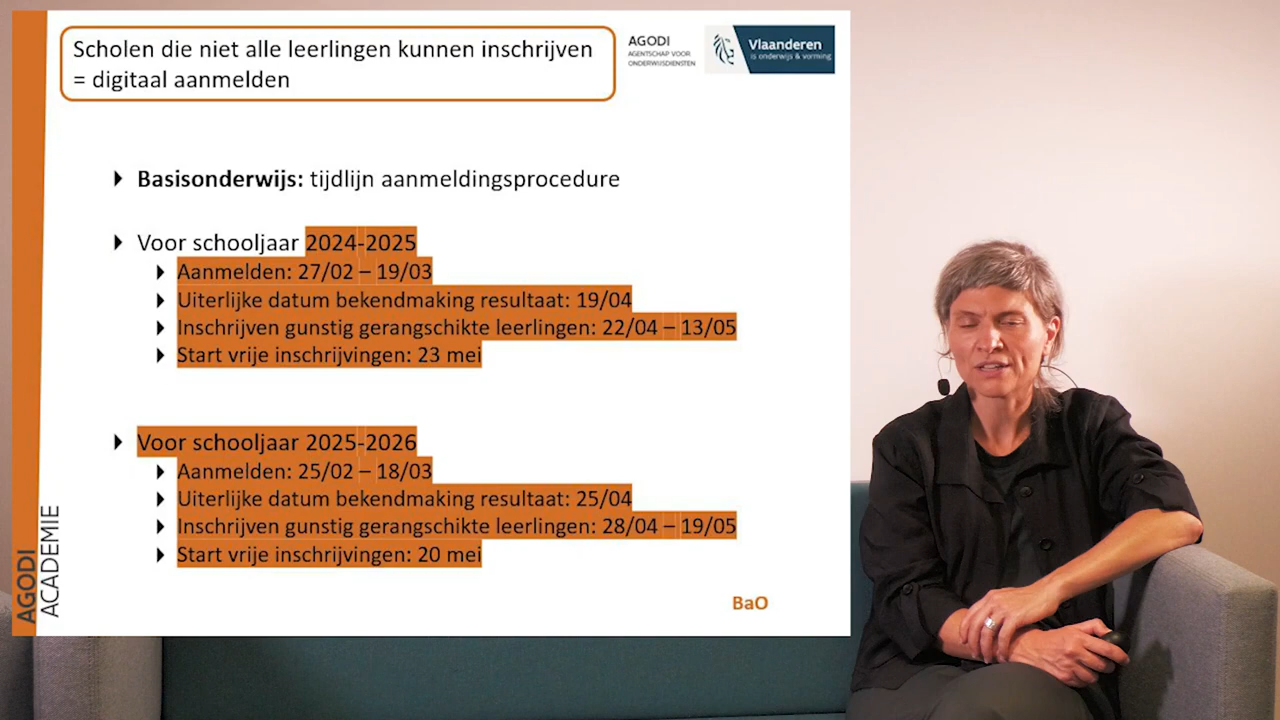 Scholen die niet alle leerlingen kunnen inschrijven
= digitaal aanmelden
AGODI
AGENTSCHAP VOOR
ONDERWIJSDIENSTEN
Vlaanderen
is onderwijs & vorming
Basisonderwijs: tijdlijn aanmeldingsprocedure
Voor schooljaar 2024-2025
Aanmelden: 27/02 – 19/03
Uiterlijke datum bekendmaking resultaat: 19/04
Inschrijven gunstig gerangschikte leerlingen: 22/04 – 13/05
Start vrije inschrijvingen: 23 mei
Voor schooljaar 2025-2026
Aanmelden: 25/02 – 18/03
Uiterlijke datum bekendmaking resultaat: 25/04
Inschrijven gunstig gerangschikte leerlingen: 28/04 – 19/05
Start vrije inschrijvingen: 20 mei
BaO
AGODI
ACADEMIE